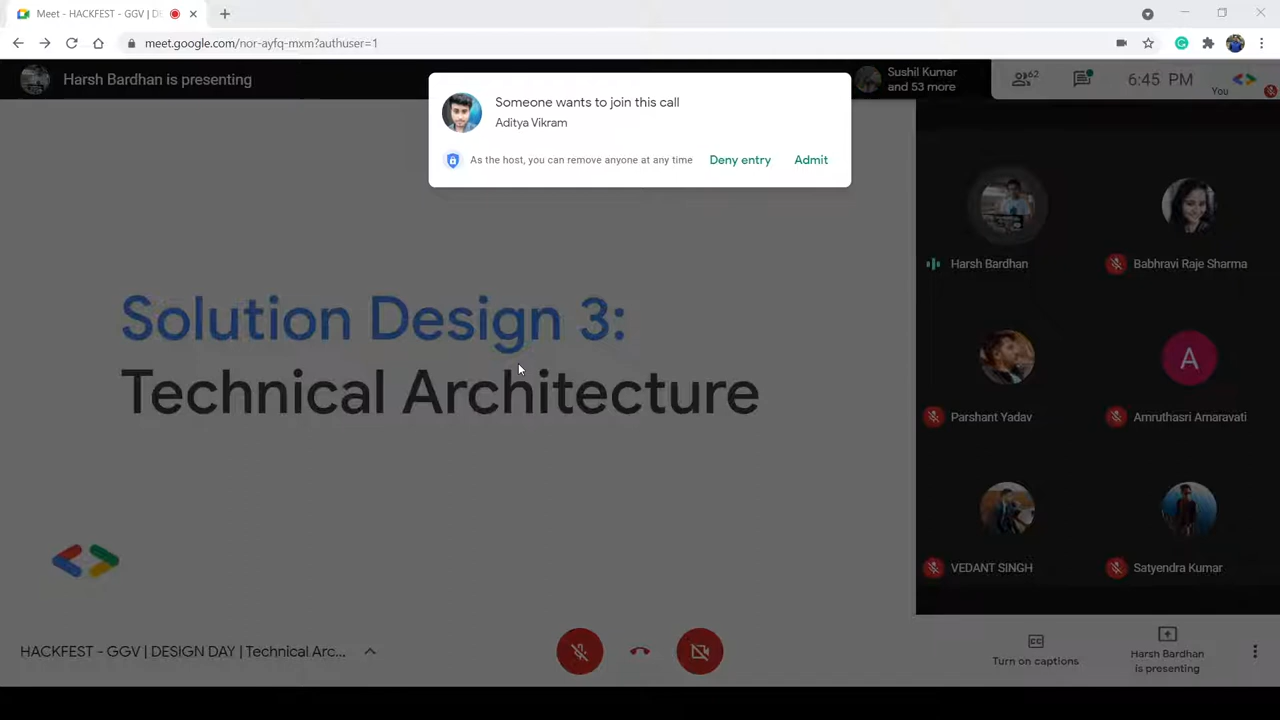 Meet - HACKFEST - GGV | DE
meet.google.com/nor-ayfq-mxm?authuser=1
Harsh Bardhan is presenting
Someone wants to join this call
Aditya Vikram
As the host, you can remove anyone at any time
Deny entry
Admit
Sushil Kumar
and 53 more
62
6:45 PM
You
Solution Design 3:
Technical Architecture
Harsh Bardhan
Babhravi Raje Sharma
Parshant Yadav
A
Amruthasri Amaravati
VEDANT SINGH
Satyendra Kumar
HACKFEST - GGV | DESIGN DAY | Technical Arc...
CC
Turn on captions
Harsh Bardhan
is presenting